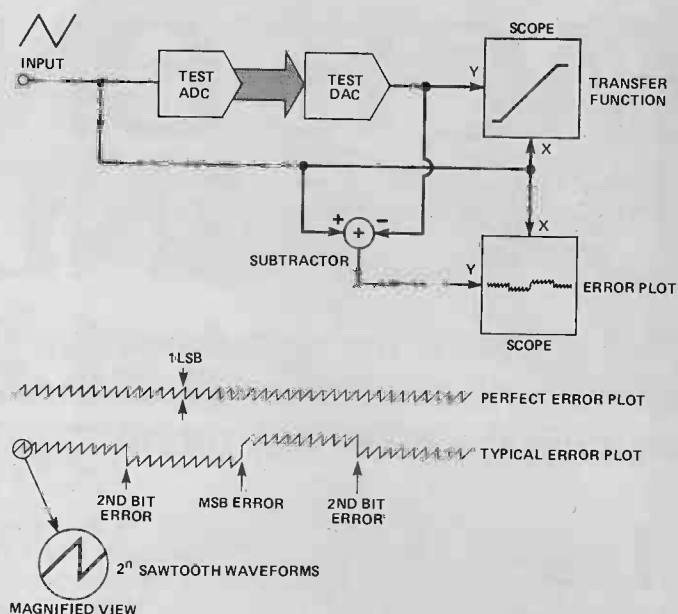 SCOPE
INPUT
TEST ADC
TEST DAC
Y
TRANSFER FUNCTION
X
+
+
−
X
SUBTRACTOR
Y
ERROR PLOT
SCOPE
1 LSB
PERFECT ERROR PLOT
TYPICAL ERROR PLOT
2ND BIT ERROR
MSB ERROR
2ND BIT ERROR
2ⁿ SAWTOOTH WAVEFORMS
MAGNIFIED VIEW